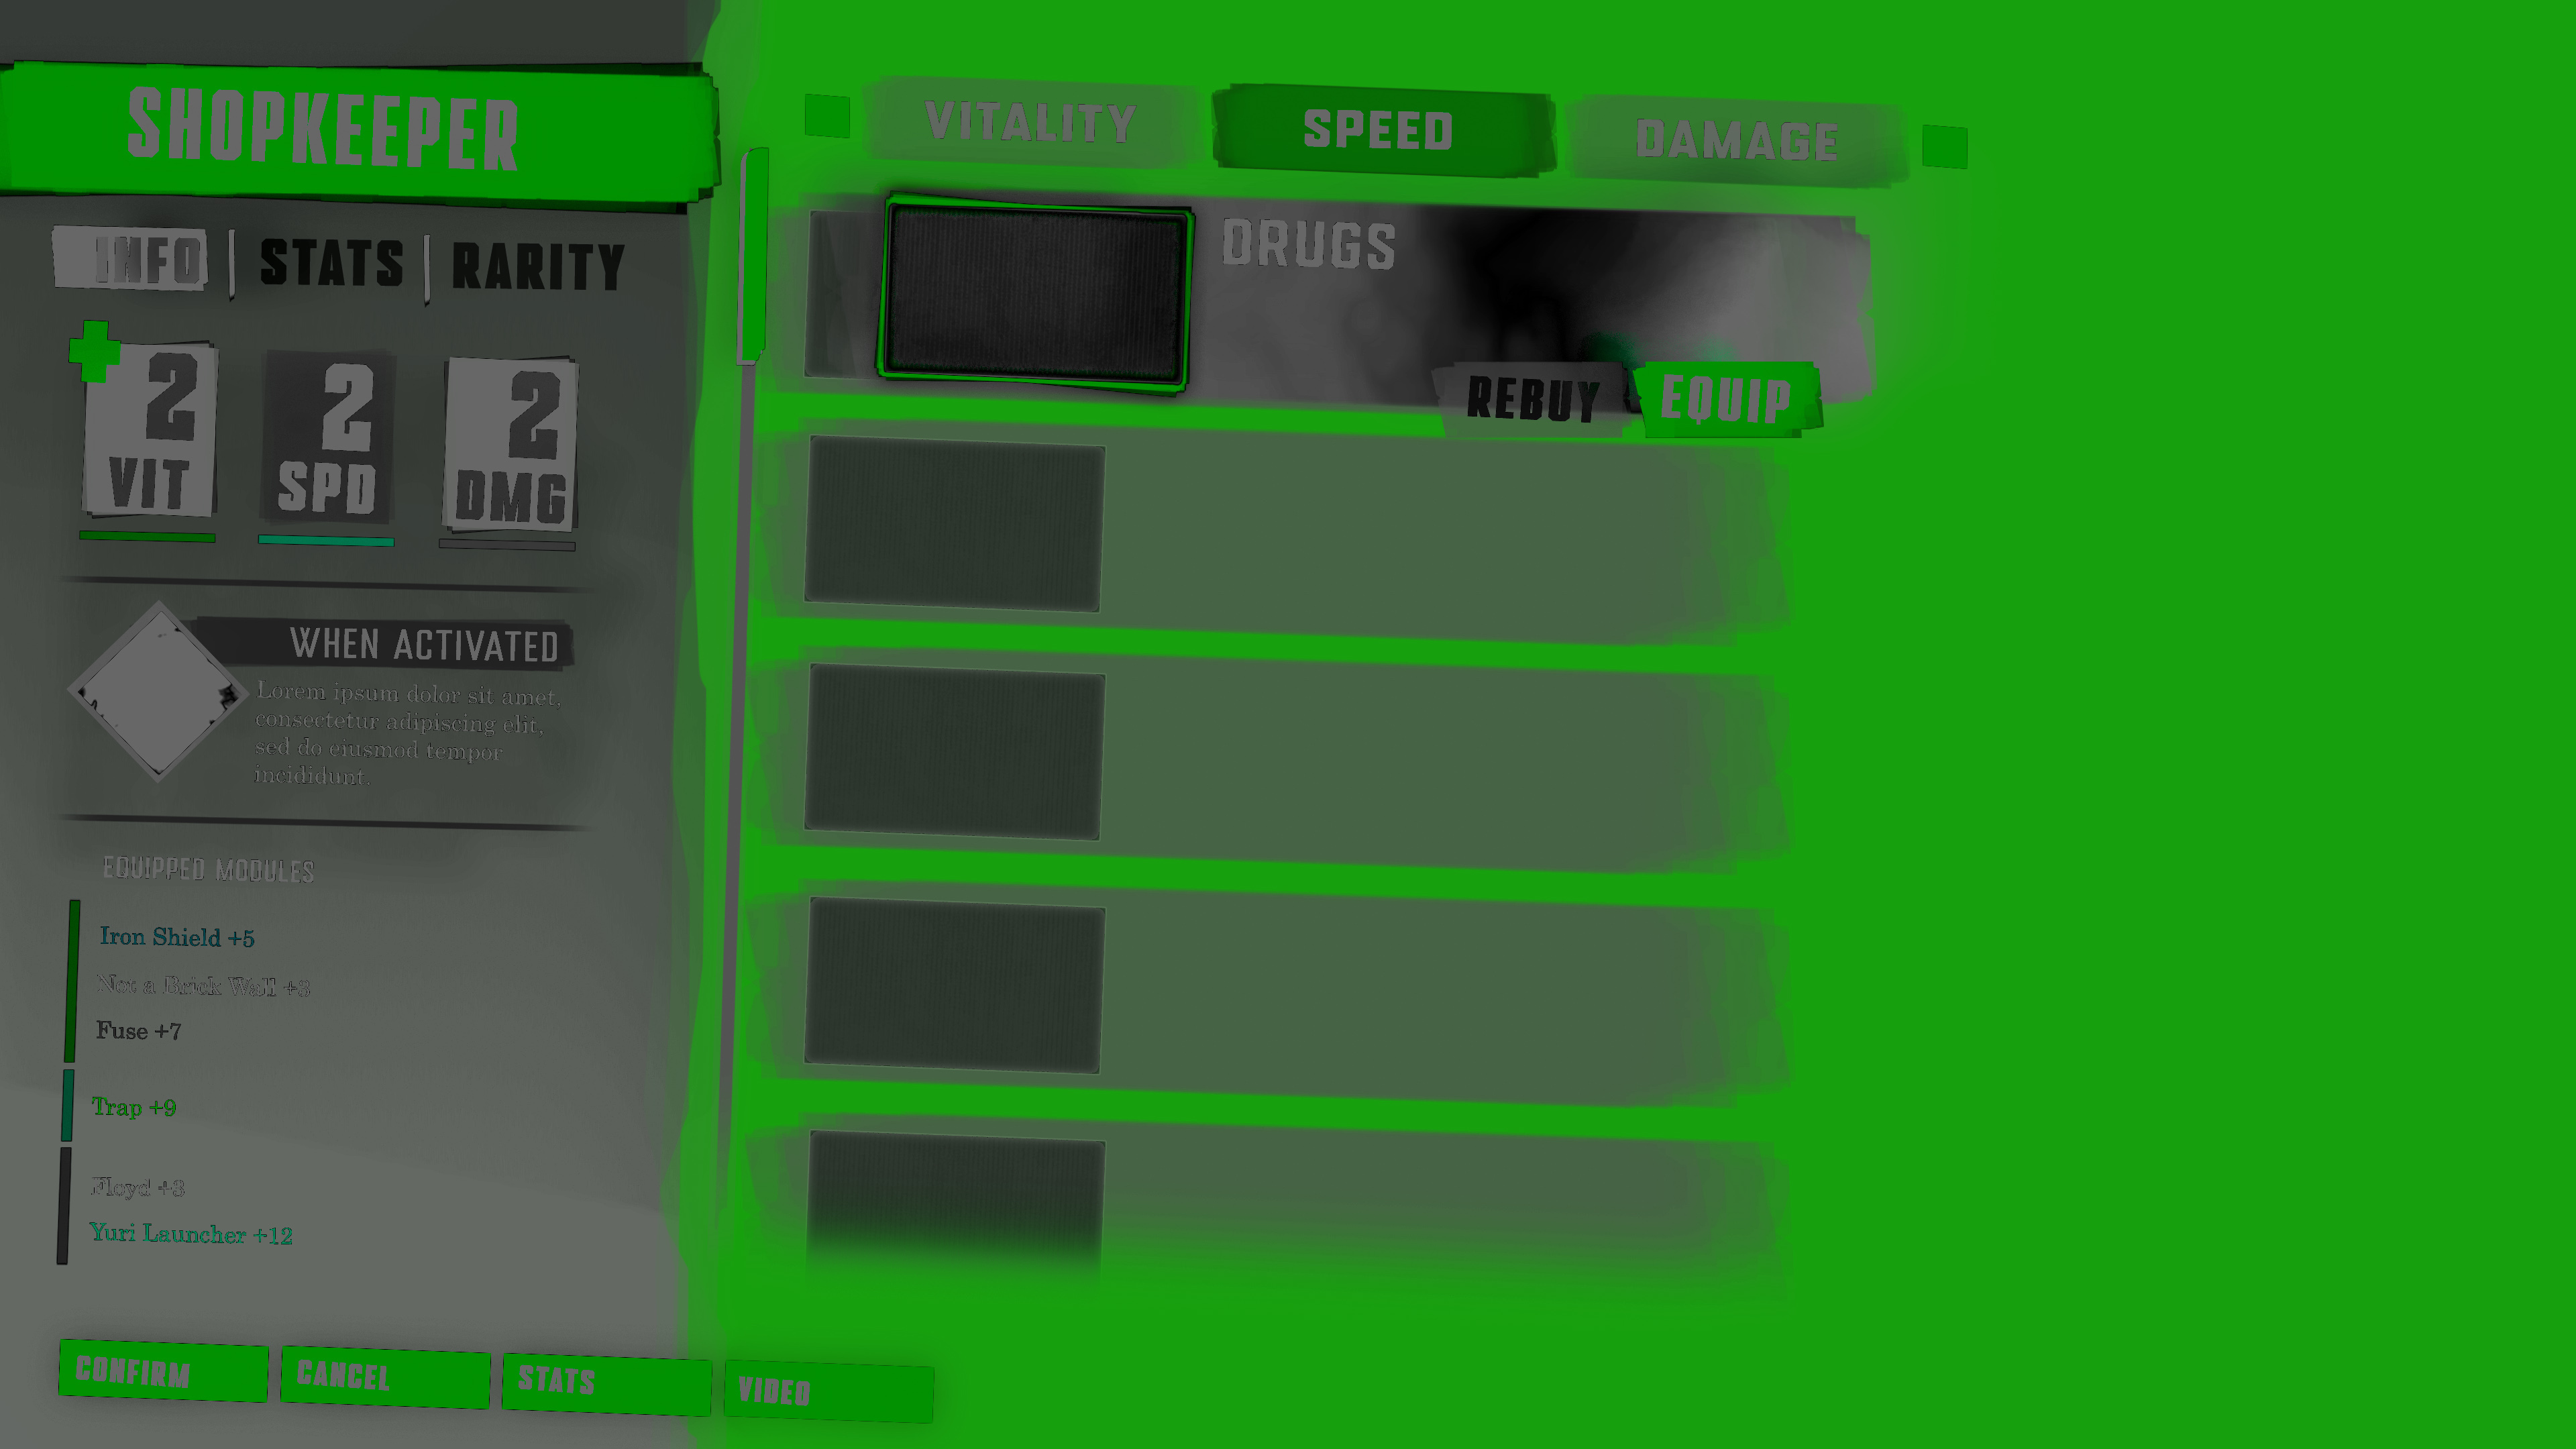 SHOPKEEPER
VITALITY
SPEED
DAMAGE
INFO
STATS
RARITY
DRUGS
REBUY
EQUIP
2
VIT
2
SPD
2
DMG
WHEN ACTIVATED
Lorem ipsum dolor sit amet,
consectetur adipiscing elit,
sed do eiusmod tempor
incididunt.
EQUIPPED MODULES
Iron Shield +5
Not a Brick Wall +3
Fuse +7
Trap +9
Floyd +3
Yuri Launcher +12
CONFIRM
CANCEL
STATS
VIDEO